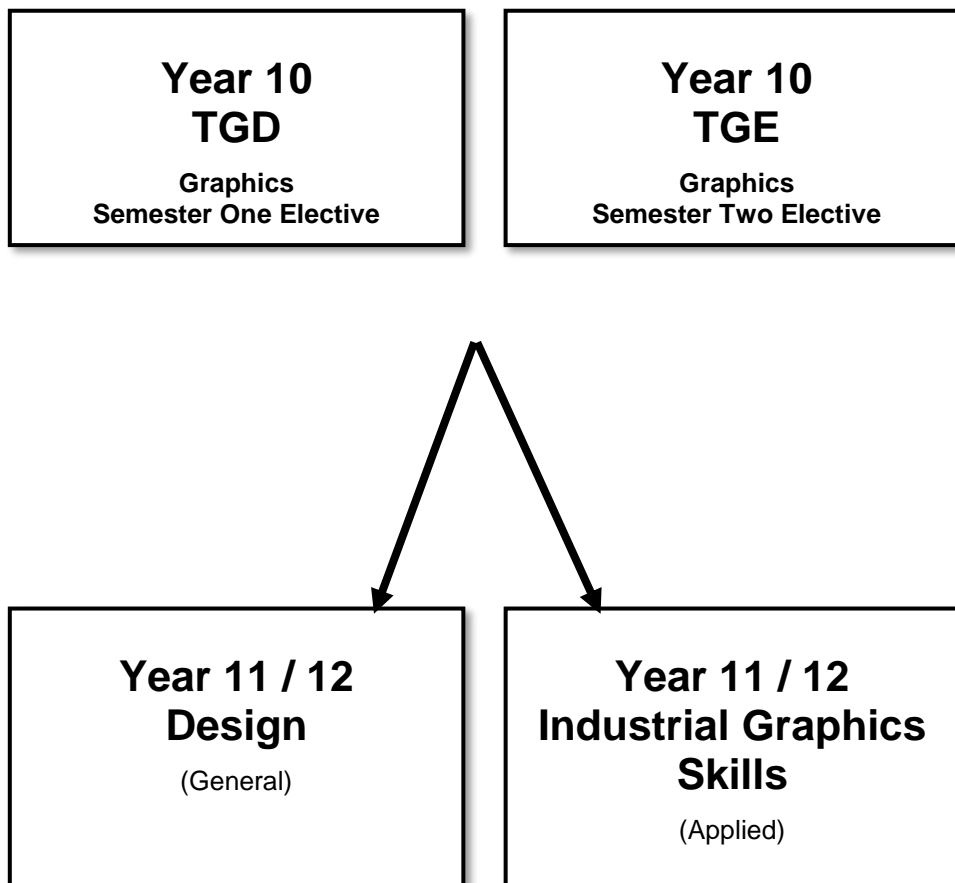 Year 10
TGD
Graphics
Semester One Elective
Year 10
TGE
Graphics
Semester Two Elective
Year 11 / 12
Design
(General)
Year 11 / 12
Industrial Graphics
Skills
(Applied)